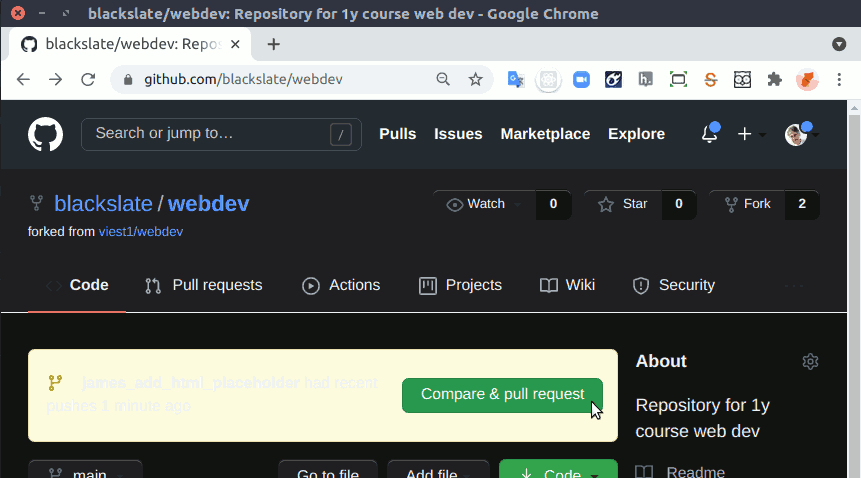 blackslate/webdev: Repository for 1y course web dev - Google Chrome
blackslate/webdev: Repos
github.com/blackslate/webdev
Search or jump to… /
Pulls Issues Marketplace Explore
blackslate / webdev
Watch 0 Star 0 Fork 2
forked from viest1/webdev
Code Pull requests Actions Projects Wiki Security
james_add_html_placeholder had recent
pushes 1 minute ago
Compare & pull request
About
Repository for 1y
course web dev
main Go to file Add file Code
Readme